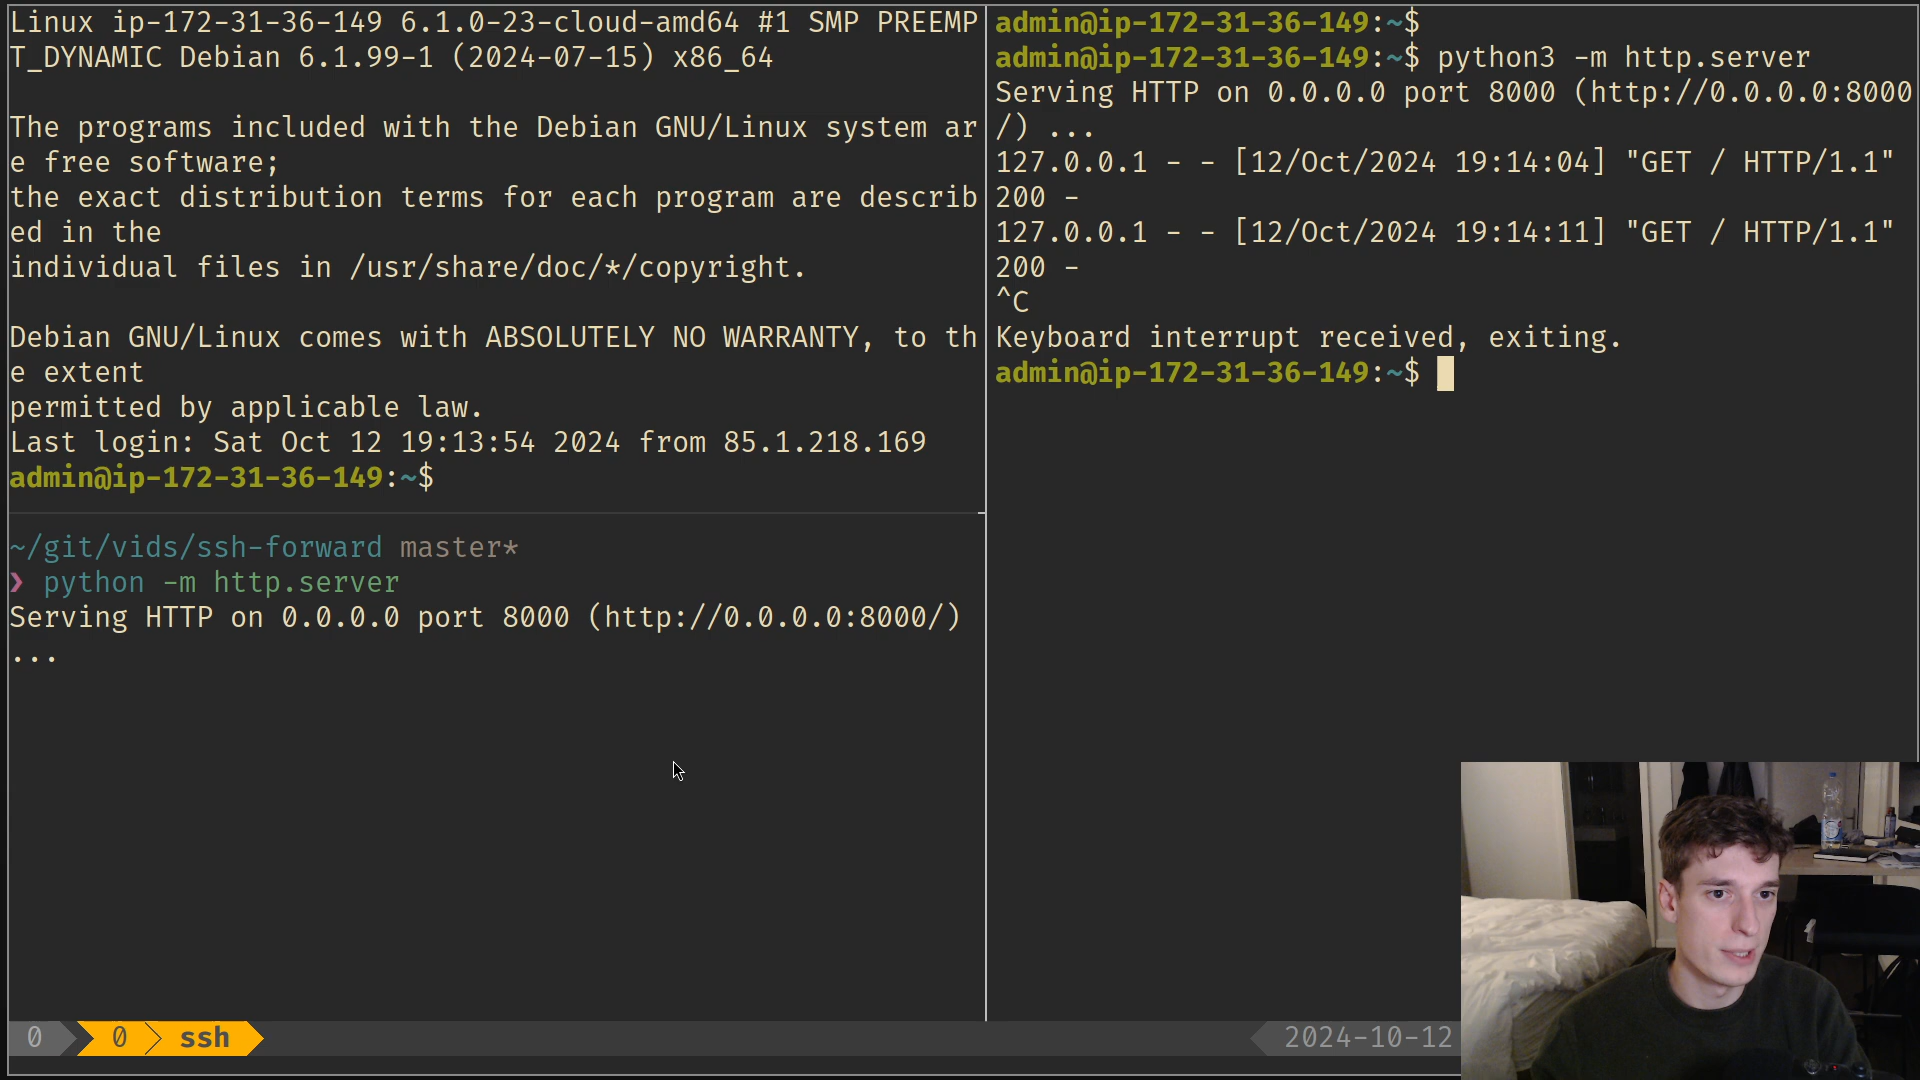 Linux ip-172-31-36-149 6.1.0-23-cloud-amd64 #1 SMP PREEMP
T_DYNAMIC Debian 6.1.99-1 (2024-07-15) x86_64
The programs included with the Debian GNU/Linux system ar
e free software;
the exact distribution terms for each program are describ
ed in the
individual files in /usr/share/doc/*/copyright.
Debian GNU/Linux comes with ABSOLUTELY NO WARRANTY, to th
e extent
permitted by applicable law.
Last login: Sat Oct 12 19:13:54 2024 from 85.1.218.169
admin@ip-172-31-36-149:~$
~/git/vids/ssh-forward master*
❯ python -m http.server
Serving HTTP on 0.0.0.0 port 8000 (http://0.0.0.0:8000/)
...
admin@ip-172-31-36-149:~$
admin@ip-172-31-36-149:~$ python3 -m http.server
Serving HTTP on 0.0.0.0 port 8000 (http://0.0.0.0:8000
/) ...
127.0.0.1 - - [12/Oct/2024 19:14:04] "GET / HTTP/1.1"
200 -
127.0.0.1 - - [12/Oct/2024 19:14:11] "GET / HTTP/1.1"
200 -
^C
Keyboard interrupt received, exiting.
admin@ip-172-31-36-149:~$
0 0 ssh 2024-10-12